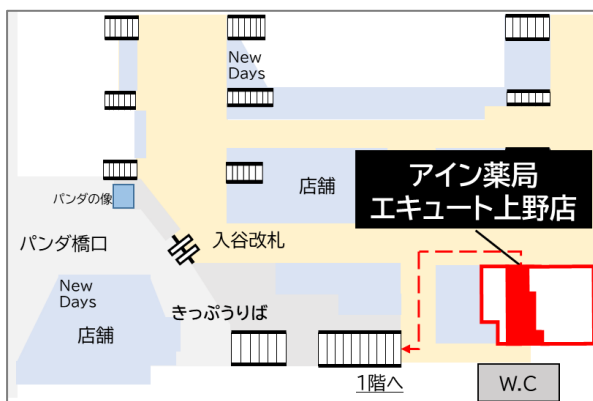 New
Days
アイン薬局
エキュート上野店
店舗
パンダの像
パンダ橋口
入谷改札
New
Days
きっぷうりば
店舗
1階へ
W.C